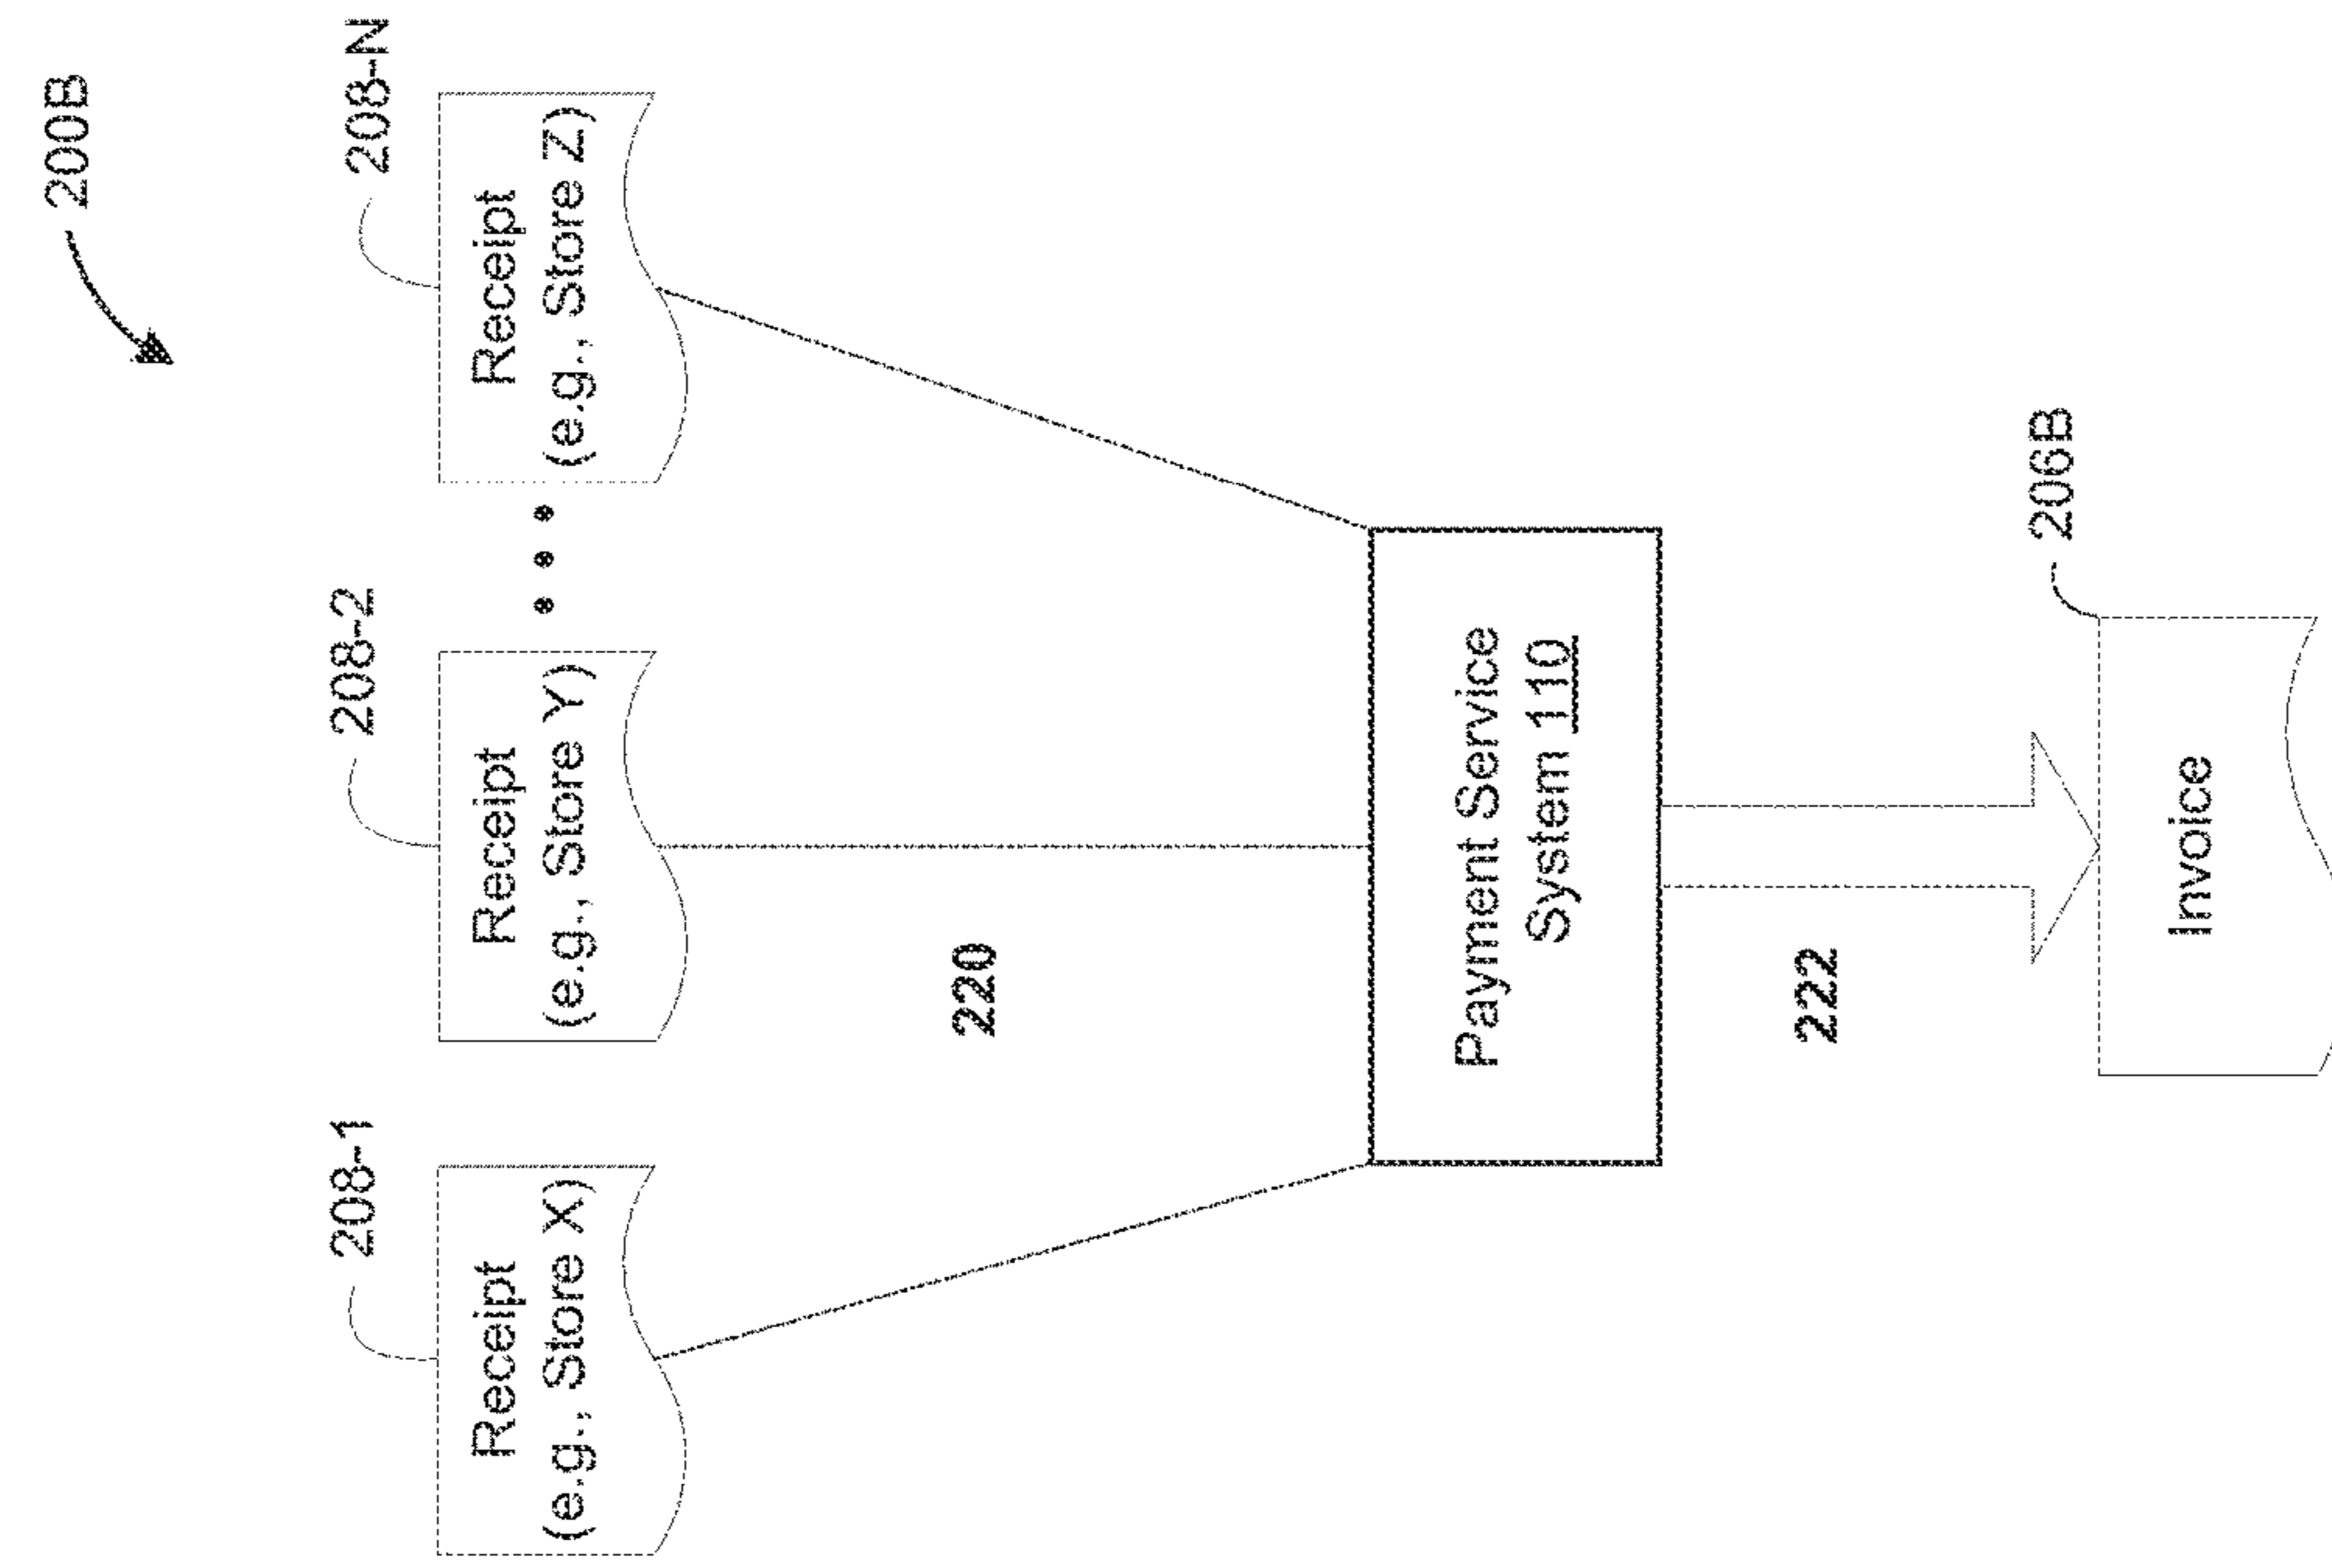 200B
208-1
208-2
208-N
Receipt
(e.g., Store X)
Receipt
(e.g., Store Y)
Receipt
(e.g., Store Z)
220
Payment Service
System 110
222
206B
Invoice